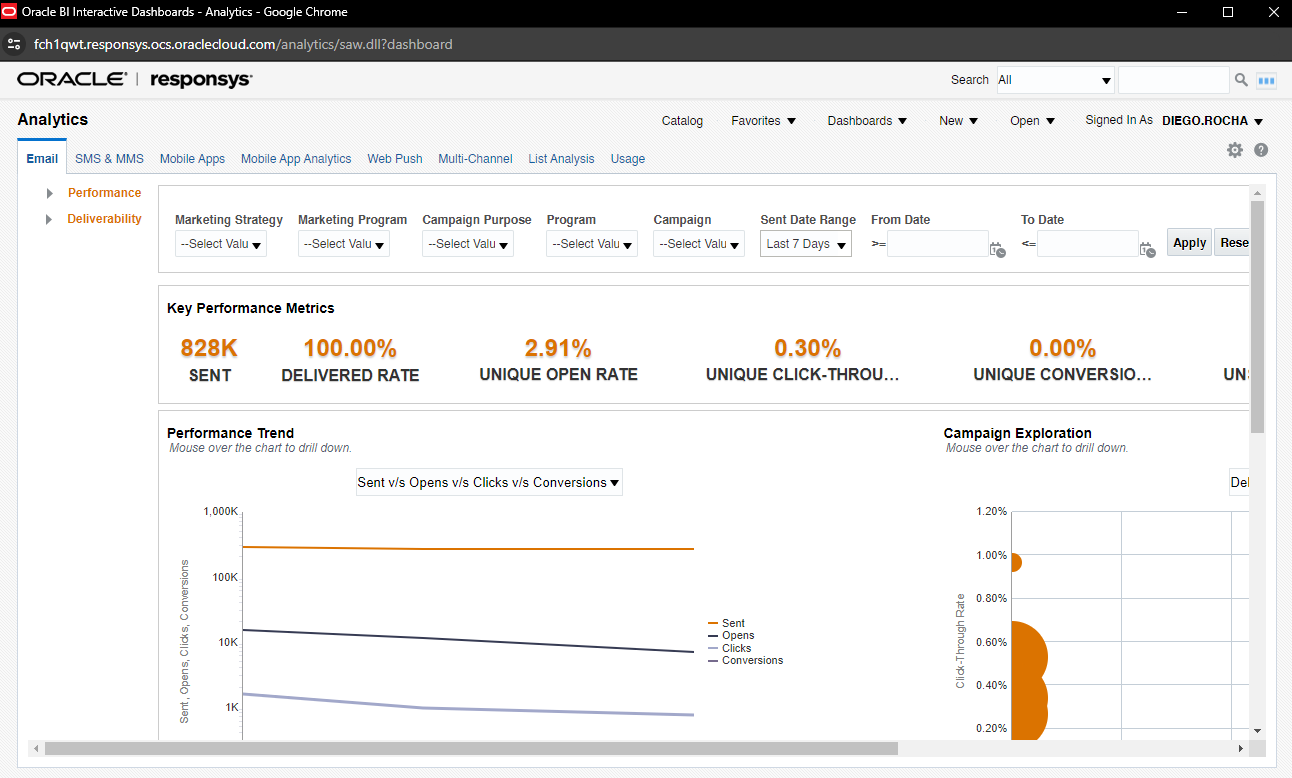 Oracle BI Interactive Dashboards - Analytics - Google Chrome
fch1qwt.responsys.ocs.oraclecloud.com/analytics/saw.dll?dashboard
ORACLE | responsys
Search All
Analytics
Catalog Favorites Dashboards New Open Signed In As DIEGO.ROCHA
Email SMS & MMS Mobile Apps Mobile App Analytics Web Push Multi-Channel List Analysis Usage
Performance
Deliverability
Marketing Strategy Marketing Program Campaign Purpose Program Campaign Sent Date Range From Date To Date
--Select Valu --Select Valu --Select Valu --Select Valu --Select Valu Last 7 Days >= <= Apply Rese
Key Performance Metrics
828K 100.00% 2.91% 0.30% 0.00%
SENT DELIVERED RATE UNIQUE OPEN RATE UNIQUE CLICK-THROU... UNIQUE CONVERSIO... UN
Performance Trend
Mouse over the chart to drill down.
Sent v/s Opens v/s Clicks v/s Conversions
1,000K
100K
10K
1K
Sent, Opens, Clicks, Conversions
Sent
Opens
Clicks
Conversions
Campaign Exploration
Mouse over the chart to drill down.
Del
1.20%
1.00%
0.80%
0.60%
0.40%
0.20%
Click-Through Rate